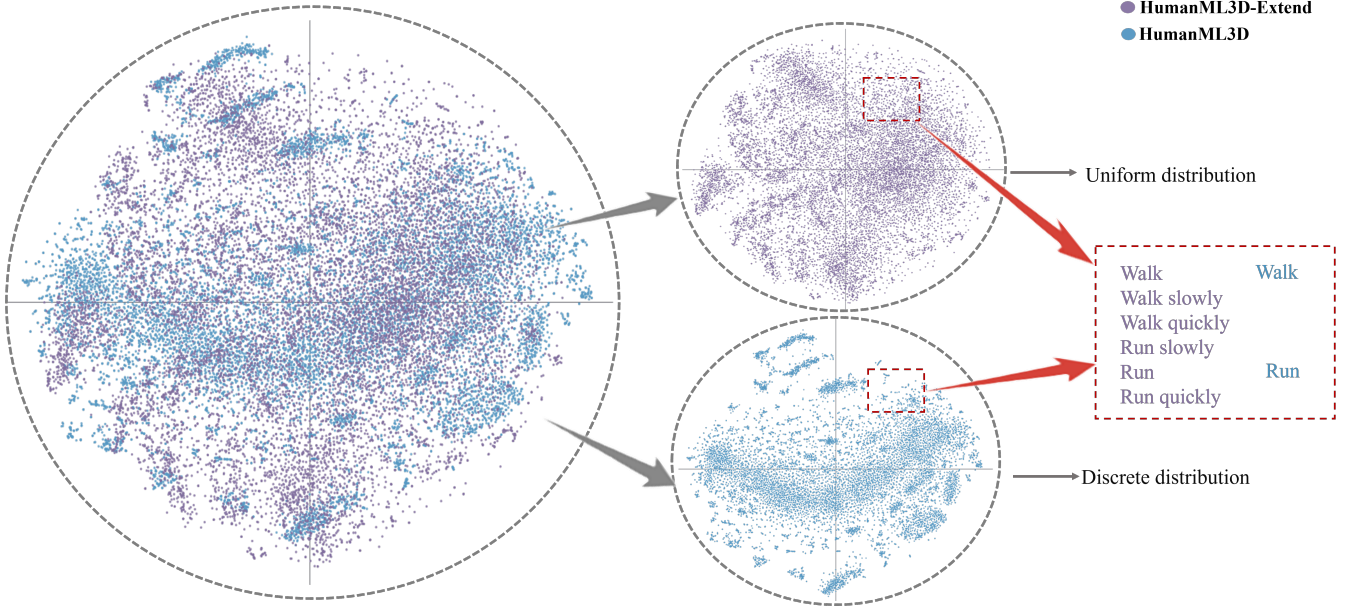 HumanML3D-Extend
HumanML3D
Uniform distribution
Walk Walk
Walk slowly
Walk quickly
Run slowly
Run Run
Run quickly
Discrete distribution